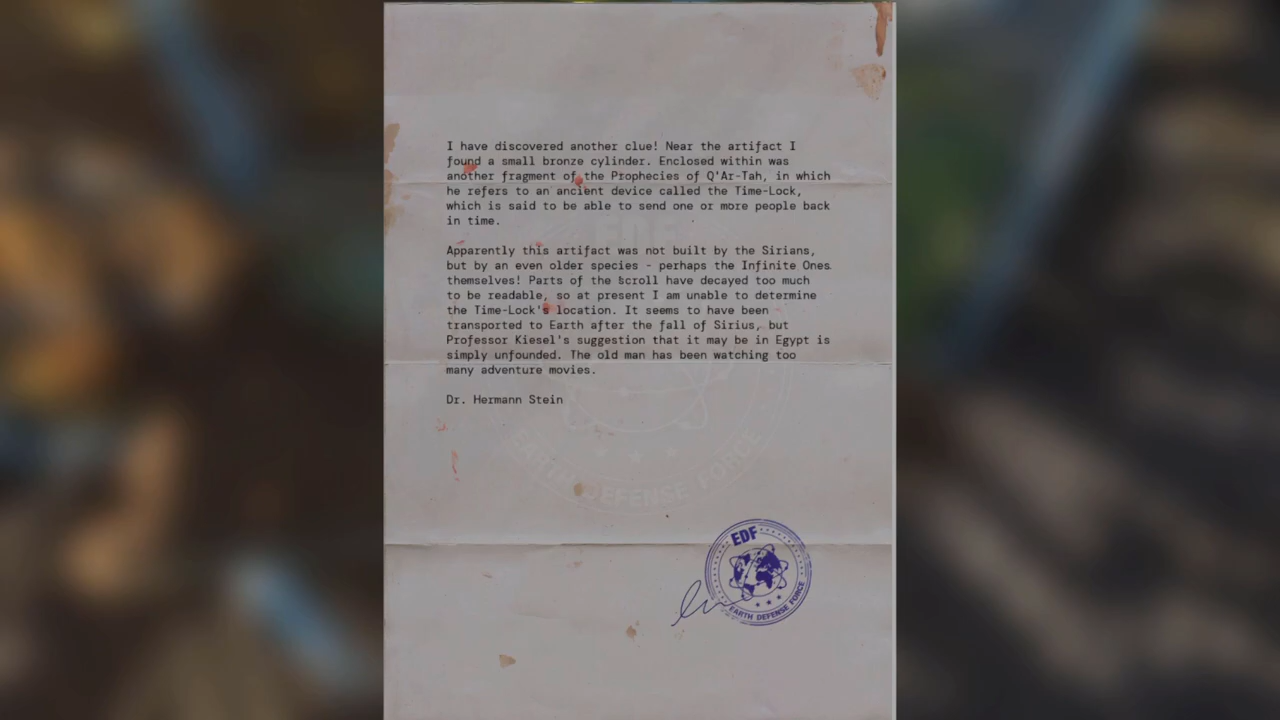 I have discovered another clue! Near the artifact I
found a small bronze cylinder. Enclosed within was
another fragment of the Prophecies of Q'Ar-Tah, in which
he refers to an ancient device called the Time-Lock,
which is said to be able to send one or more people back
in time.
Apparently this artifact was not built by the Sirians,
but by an even older species - perhaps the Infinite Ones
themselves! Parts of the scroll have decayed too much
to be readable, so at present I am unable to determine
the Time-Lock's location. It seems to have been
transported to Earth after the fall of Sirius, but
Professor Kiesel's suggestion that it may be in Egypt is
simply unfounded. The old man has been watching too
many adventure movies.
Dr. Hermann Stein
EDF
EARTH DEFENSE FORCE
EDF
EARTH DEFENSE FORCE